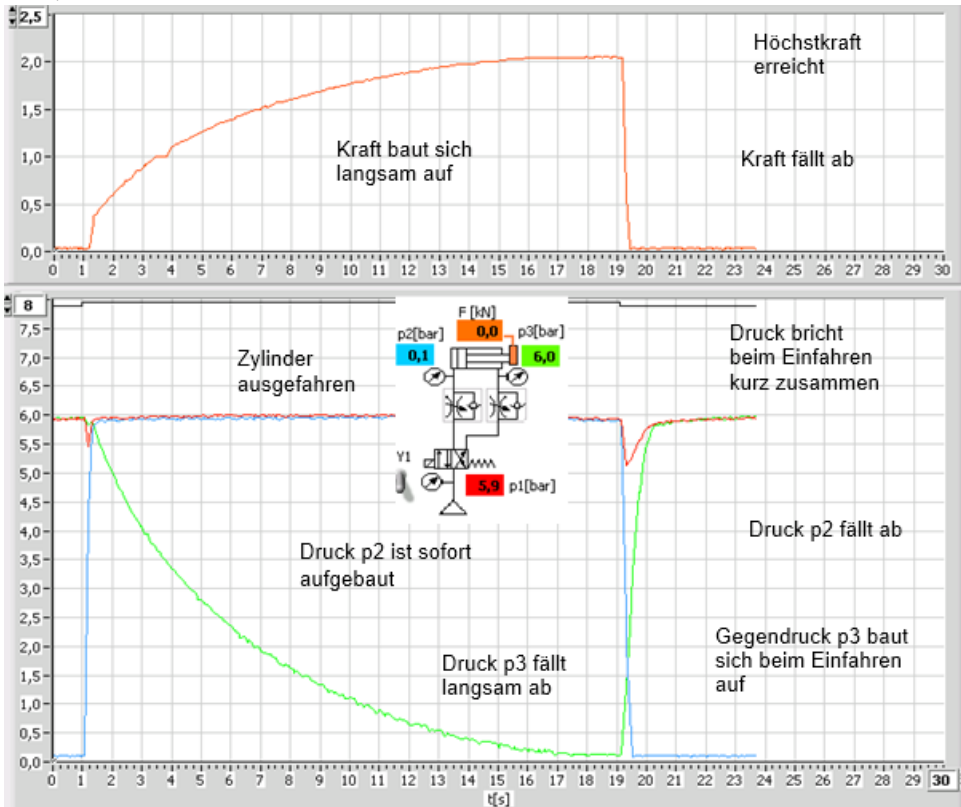 2,5
Höchstkraft
erreicht
2,0
1,5
Kraft baut sich
langsam auf
Kraft fällt ab
1,0
0,5
0,0
0 1 2 3 4 5 6 7 8 9 10 11 12 13 14 15 16 17 18 19 20 21 22 23 24 25 26 27 28 29 30
8
F [kN]
p2[bar] 0,0 p3[bar]
0,1 6,0
7,5
Zylinder
ausgefahren
Druck bricht
beim Einfahren
kurz zusammen
7,0
6,5
6,0
5,5
Y1
5,9 p1[bar]
5,0
4,5
4,0
Druck p2 ist sofort
aufgebaut
Druck p2 fällt ab
3,5
3,0
2,5
2,0
Druck p3 fällt
langsam ab
Gegendruck p3 baut
sich beim Einfahren
auf
1,5
1,0
0,5
0,0
0 1 2 3 4 5 6 7 8 9 10 11 12 13 14 15 16 17 18 19 20 21 22 23 24 25 26 27 28 29 30
t[s]